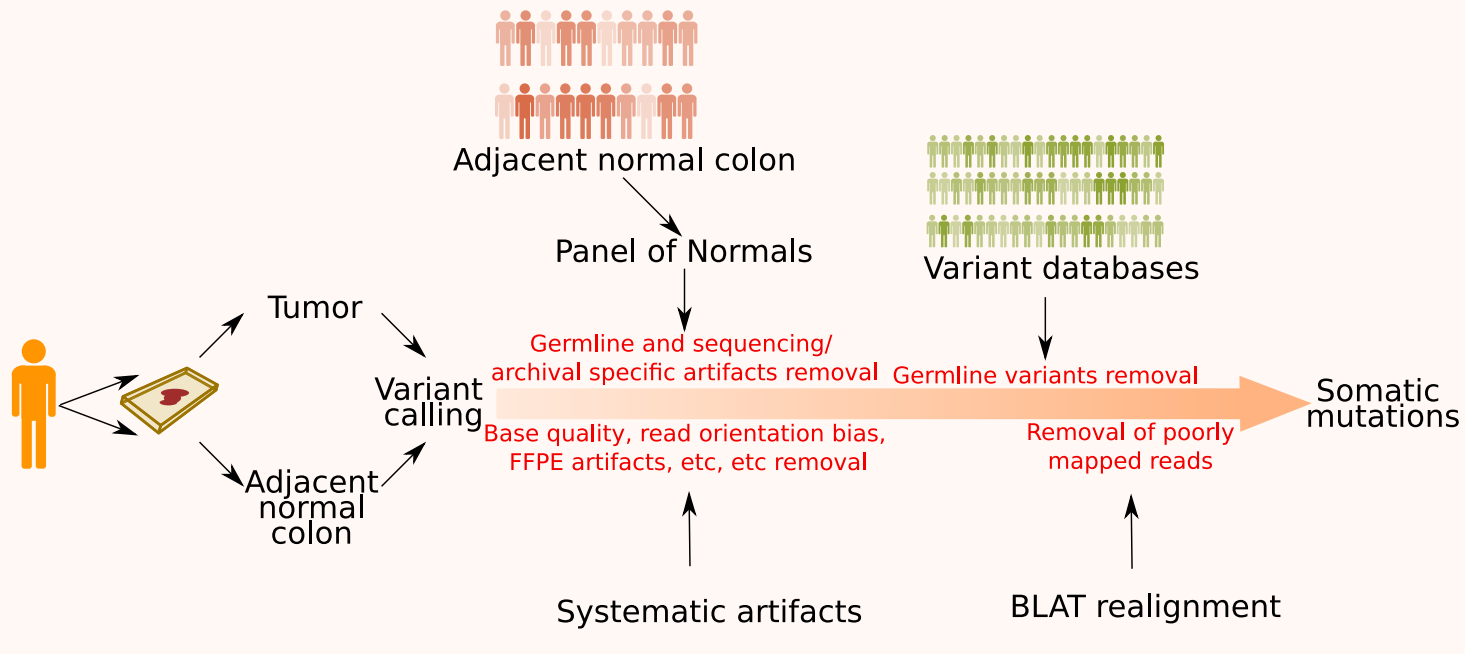 Adjacent normal colon
Panel of Normals
Variant databases
Tumor
Adjacent
normal
colon
Variant
calling
Germline and sequencing/
archival specific artifacts removal
Germline variants removal
Base quality, read orientation bias,
FFPE artifacts, etc, etc removal
Removal of poorly
mapped reads
Somatic
mutations
Systematic artifacts
BLAT realignment